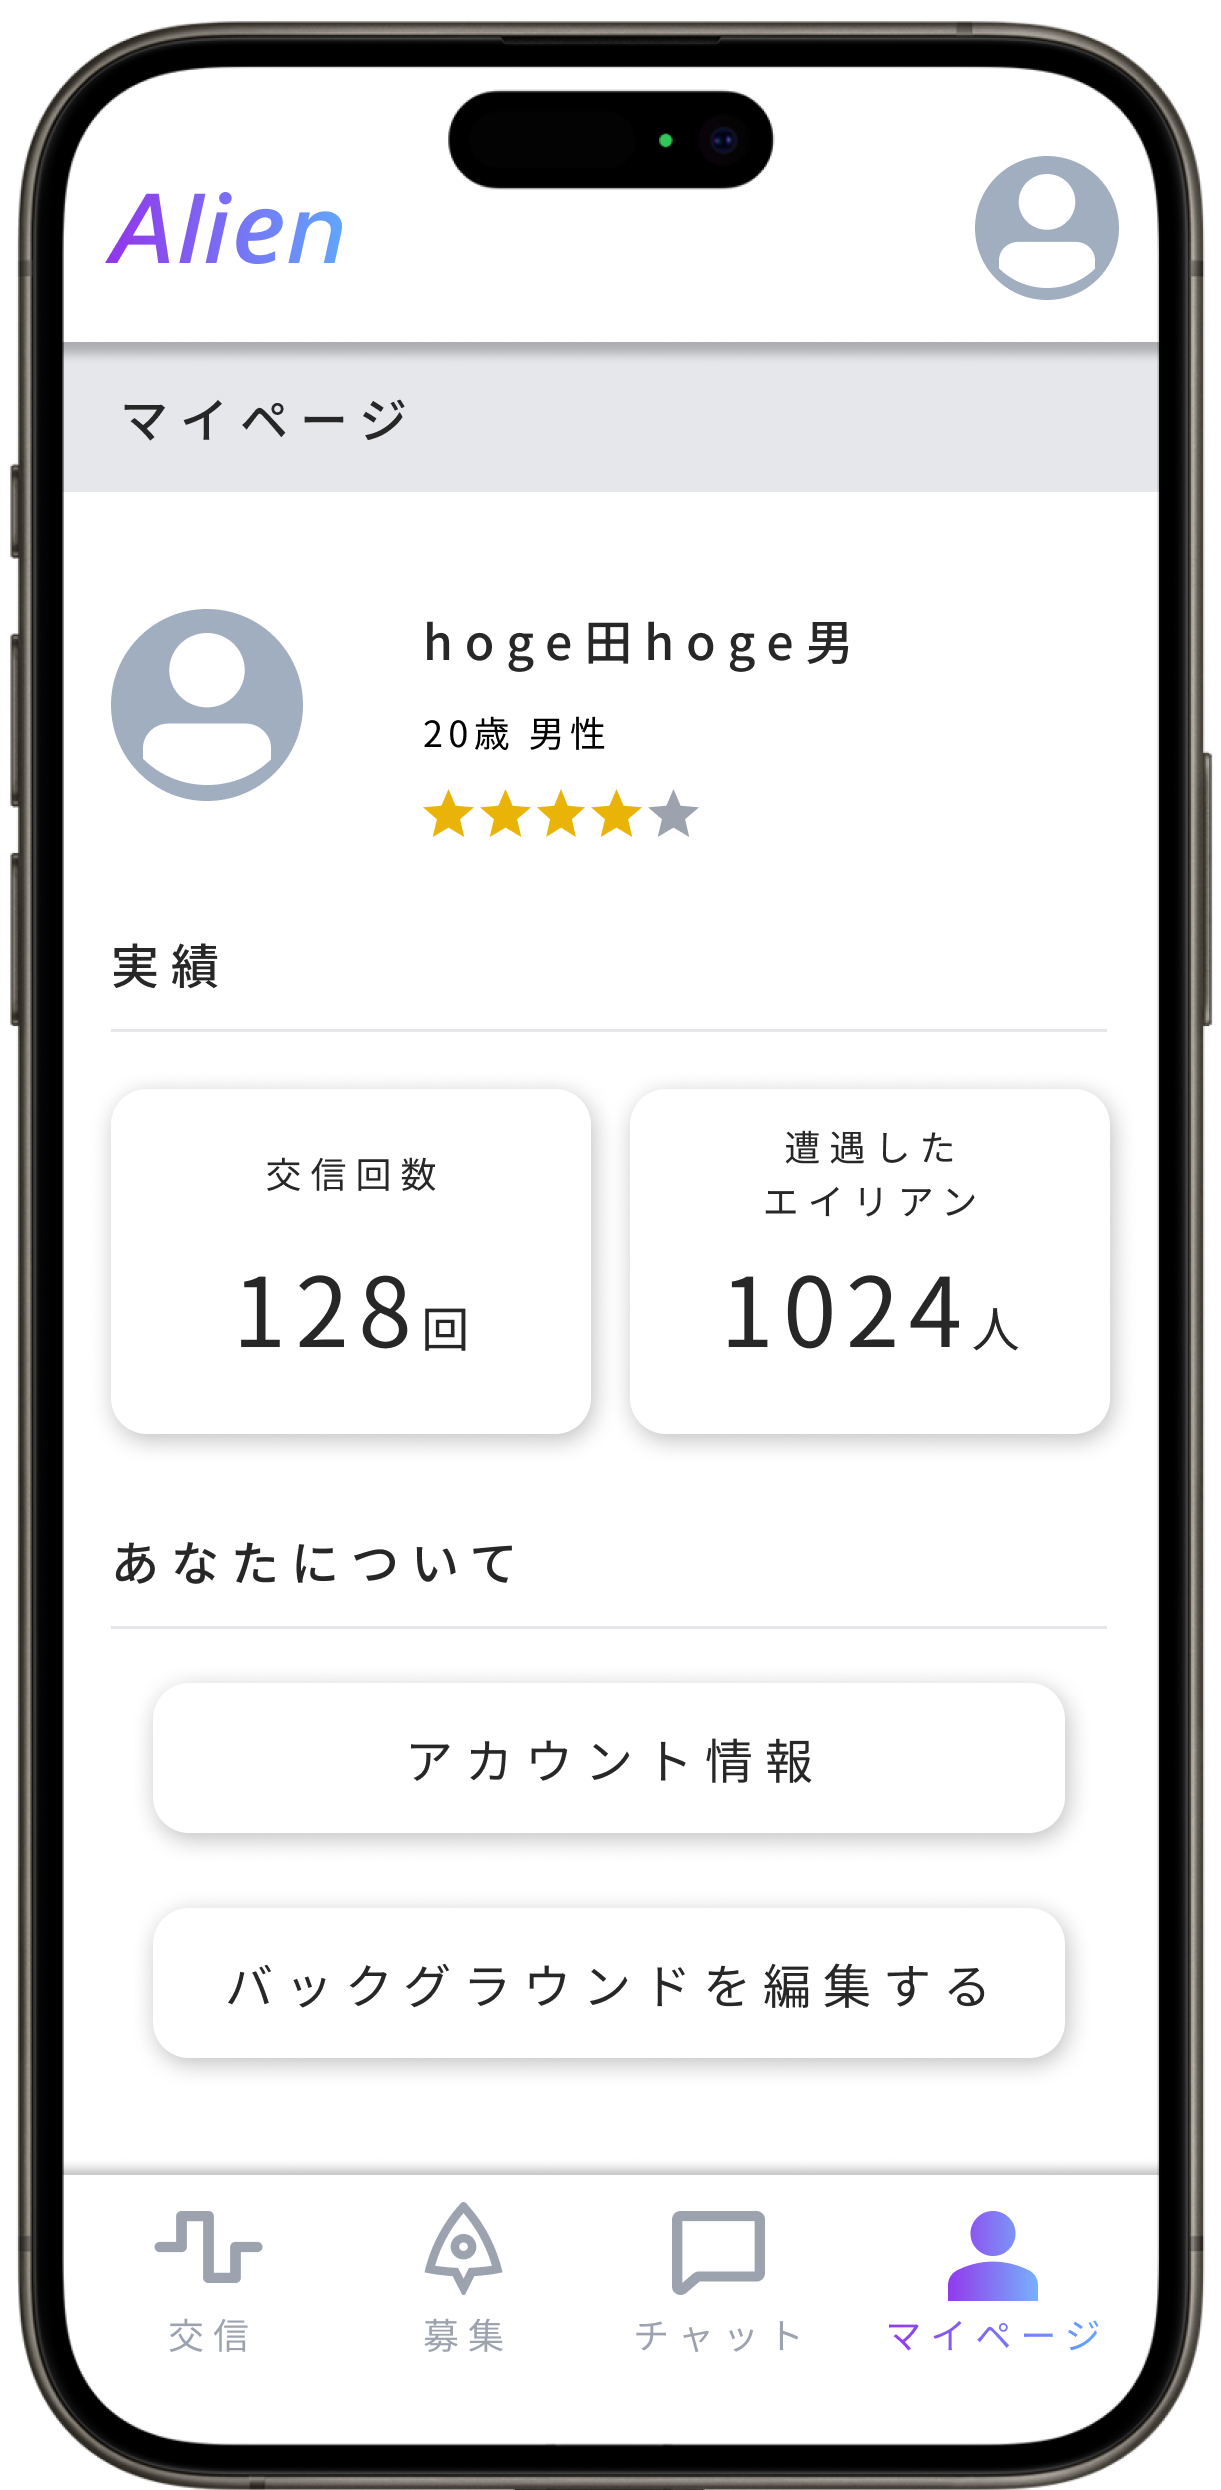 Alien
マイページ
hoge田hoge男
20歳 男性
実績
交信回数
128回
遭遇した
エイリアン
1024人
あなたについて
アカウント情報
バックグラウンドを編集する
交信
募集
チャット
マイページ